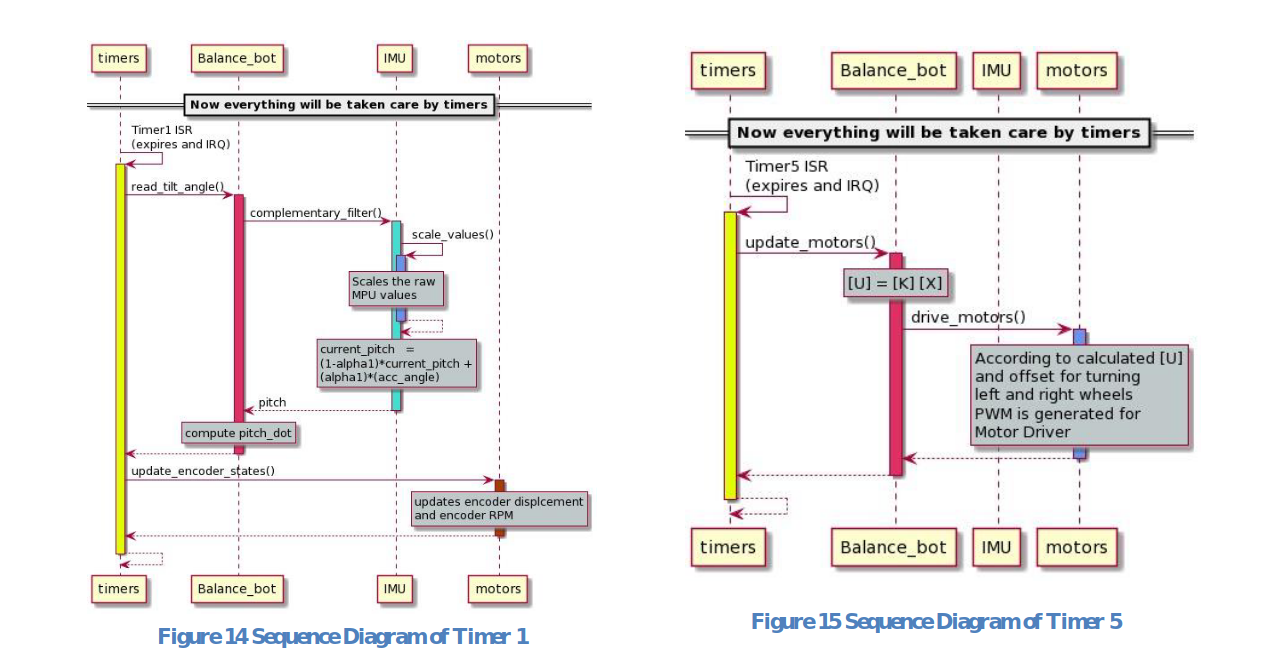 timers
Balance_bot
IMU
motors
Now everything will be taken care by timers
Timer1 ISR
(expires and IRQ)
read_tilt_angle()
complementary_filter()
scale_values()
Scales the raw
MPU values
current_pitch =
(1-alpha1)*current_pitch +
(alpha1)*(acc_angle)
pitch
compute pitch_dot
update_encoder_states()
updates encoder displcement
and encoder RPM
timers
Balance_bot
IMU
motors
Figure 14 Sequence Diagram of Timer 1
timers
Balance_bot
IMU
motors
Now everything will be taken care by timers
Timer5 ISR
(expires and IRQ)
update_motors()
[U] = [K] [X]
drive_motors()
According to calculated [U]
and offset for turning
left and right wheels
PWM is generated for
Motor Driver
timers
Balance_bot
IMU
motors
Figure 15 Sequence Diagram of Timer 5